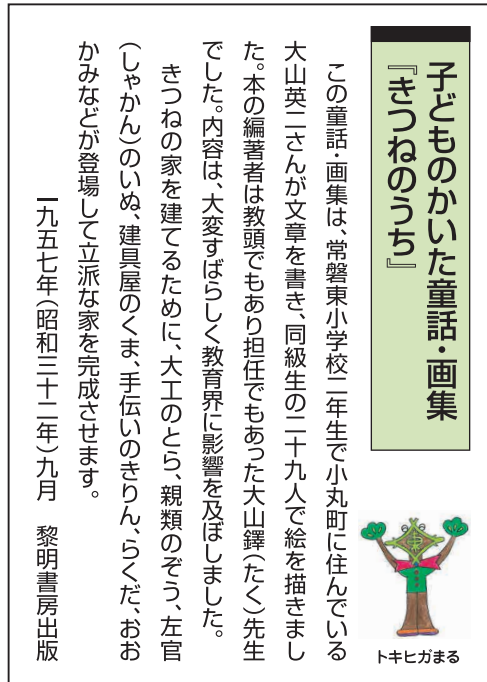 子どものかいた童話・画集
『きつねのうち』
この童話・画集は、常磐東小学校二年生で小丸町に住んでいる
大山英二さんが文章を書き、同級生の二十九人で絵を描きまし
た。本の編著者は教頭でもあり担任でもあった大山鐸(たく)先生
でした。内容は、大変すばらしく教育界に影響を及ぼしました。
きつねの家を建てるために、大工のとら、親類のぞう、左官
(しゃかん)のいぬ、建具屋のくま、手伝いのきりん、らくだ、おお
かみなどが登場して立派な家を完成させます。
一九五七年(昭和三十二年)九月　黎明書房出版
トキヒガまる